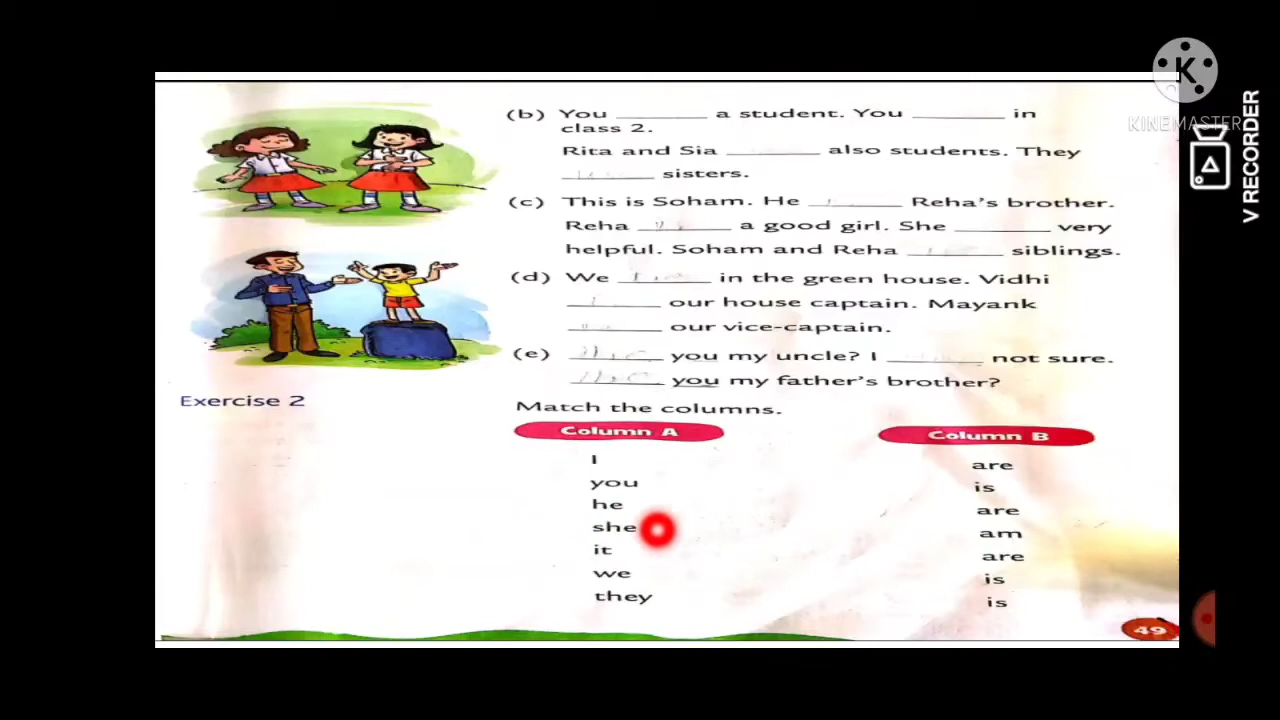 (b) You ________ a student. You ________ in
class 2.
Rita and Sia ________ also students. They
________ sisters.
(c) This is Soham. He ________ Reha's brother.
Reha ________ a good girl. She ________ very
helpful. Soham and Reha ________ siblings.
(d) We ________ in the green house. Vidhi
________ our house captain. Mayank
________ our vice-captain.
(e) ________ you my uncle? I ________ not sure.
________ you my father's brother?
Exercise 2
Match the columns.
Column A Column B
I are
you is
he are
she am
it are
we is
they is
49
K
KINEMASTER
V RECORDER